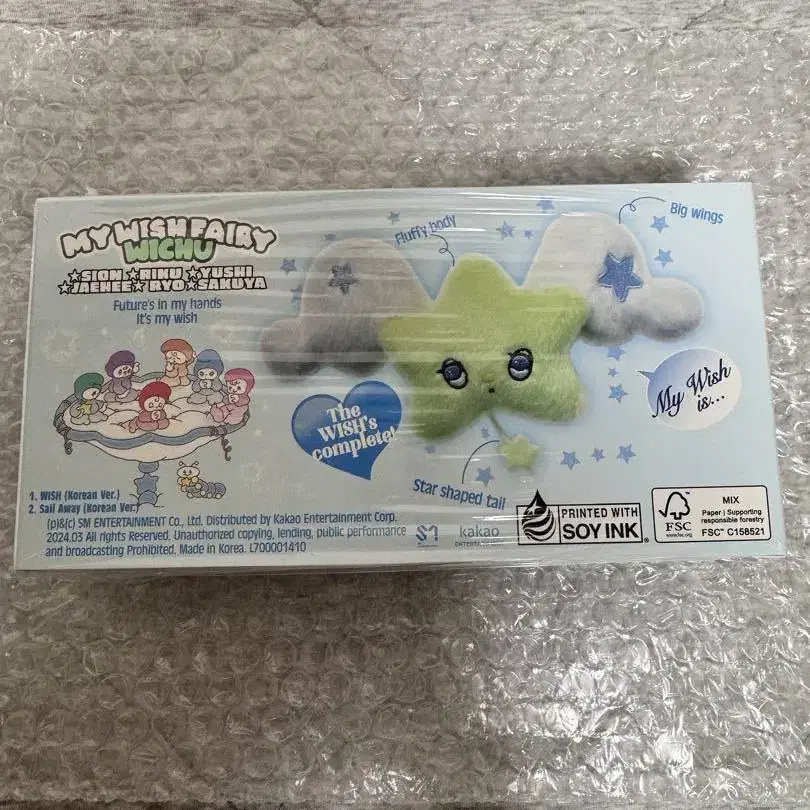 MY WISH FAIRY
WICHU
★SION★RIKU★YUSHI
★JAEHEE★RYO★SAKUYA
Future's in my hands
It's my wish
Fluffy body
Big wings
The
WISH's
complete!
My Wish
is...
Star shaped tail
1. WISH (Korean Ver.)
2. Sail Away (Korean Ver.)
(p)&(c) SM ENTERTAINMENT Co., Ltd. Distributed by Kakao Entertainment Corp.
2024.03 All rights Reserved. Unauthorized copying, lending, public performance
and broadcasting Prohibited. Made in Korea. L700001410
SM
kakao
ENTERTAINMENT
PRINTED WITH
SOY INK
FSC
www.fsc.org
MIX
Paper | Supporting
responsible forestry
FSC™ C158521